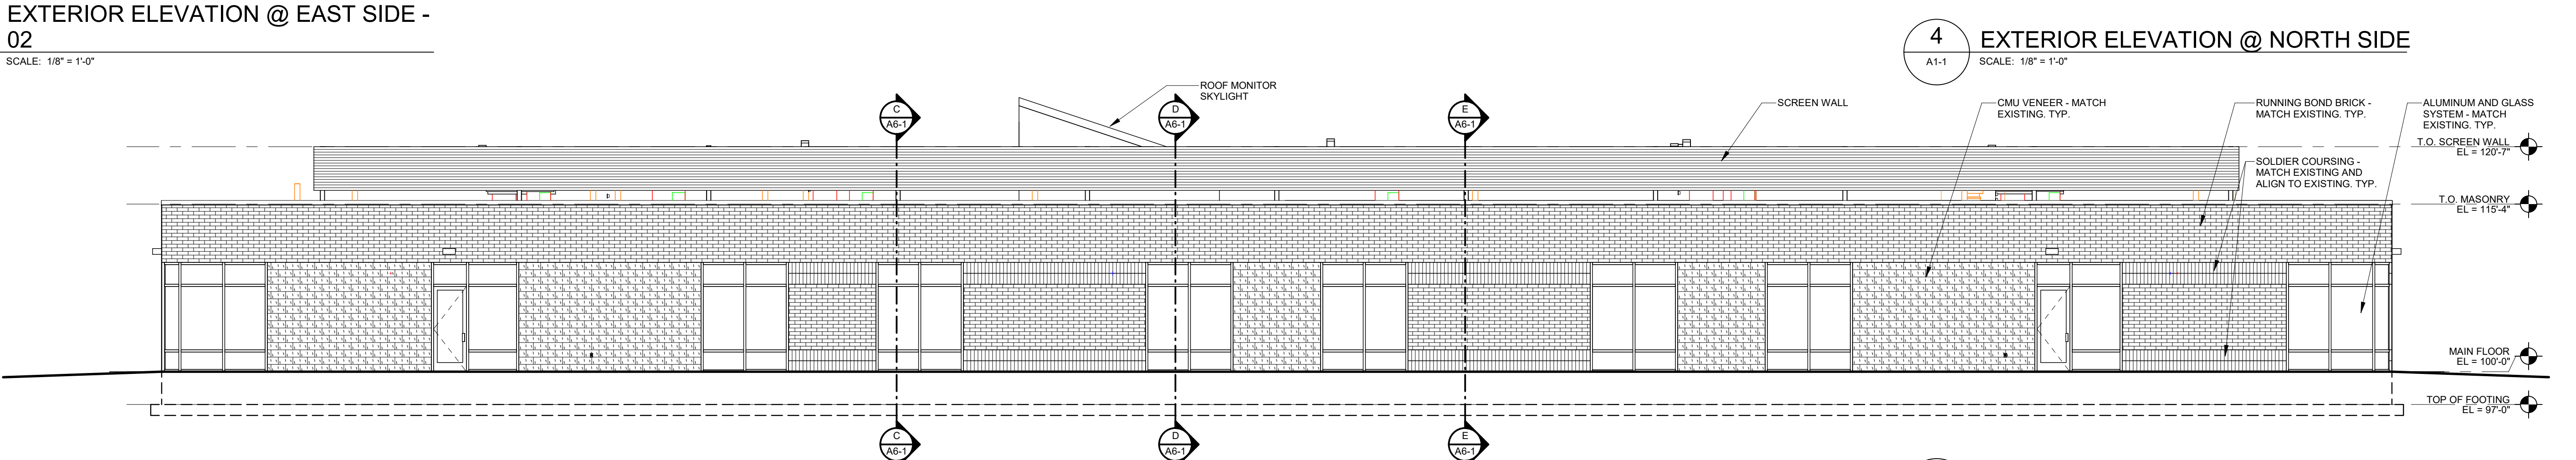 EXTERIOR ELEVATION @ EAST SIDE -
02
SCALE: 1/8" = 1'-0"
4
A1-1
EXTERIOR ELEVATION @ NORTH SIDE
SCALE: 1/8" = 1'-0"
ROOF MONITOR
SKYLIGHT
C
A6-1
D
A6-1
E
A6-1
SCREEN WALL
CMU VENEER - MATCH
EXISTING. TYP.
RUNNING BOND BRICK -
MATCH EXISTING. TYP.
ALUMINUM AND GLASS
SYSTEM - MATCH
EXISTING. TYP.
T.O. SCREEN WALL
EL = 120'-7"
SOLDIER COURSING -
MATCH EXISTING AND
ALIGN TO EXISTING. TYP.
T.O. MASONRY
EL = 115'-4"
MAIN FLOOR
EL = 100'-0"
TOP OF FOOTING
EL = 97'-0"
C
A6-1
D
A6-1
E
A6-1